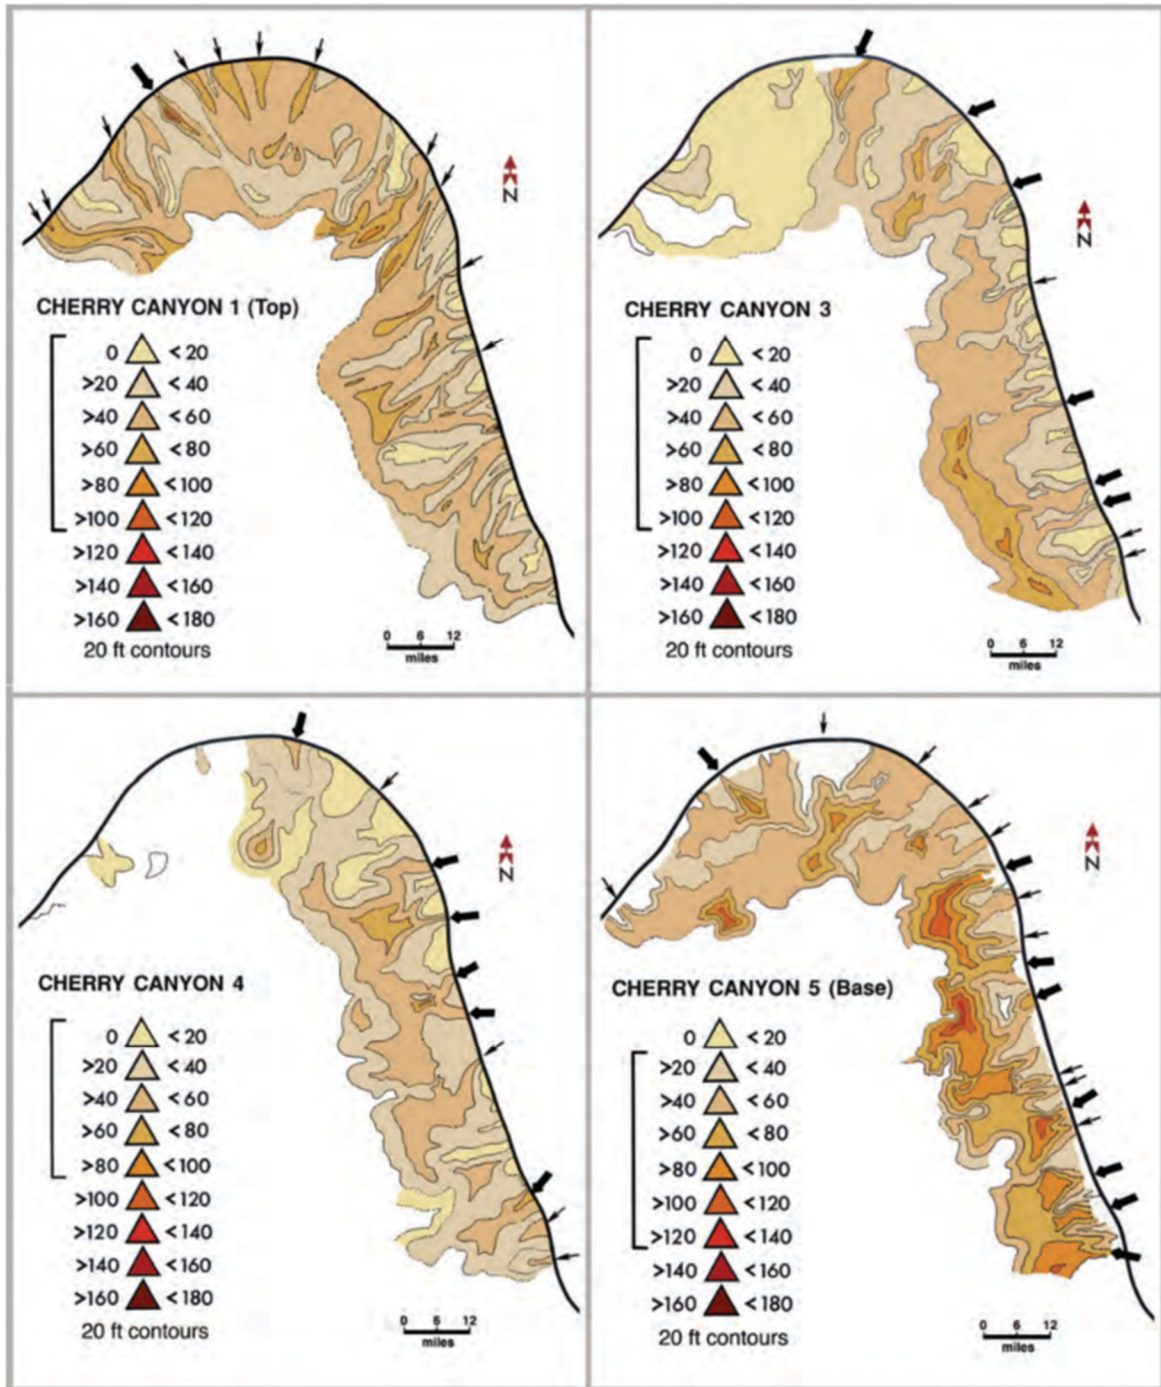 N
CHERRY CANYON 1 (Top)
0 < 20
>20 < 40
>40 < 60
>60 < 80
>80 <100
>100 <120
>120 <140
>140 <160
>160 <180
20 ft contours
0 6 12
miles
N
CHERRY CANYON 3
0 < 20
>20 < 40
>40 < 60
>60 < 80
>80 <100
>100 <120
>120 <140
>140 <160
>160 <180
20 ft contours
0 6 12
miles
N
CHERRY CANYON 4
0 < 20
>20 < 40
>40 < 60
>60 < 80
>80 <100
>100 <120
>120 <140
>140 <160
>160 <180
20 ft contours
0 6 12
miles
N
CHERRY CANYON 5 (Base)
0 < 20
>20 < 40
>40 < 60
>60 < 80
>80 <100
>100 <120
>120 <140
>140 <160
>160 <180
20 ft contours
0 6 12
miles